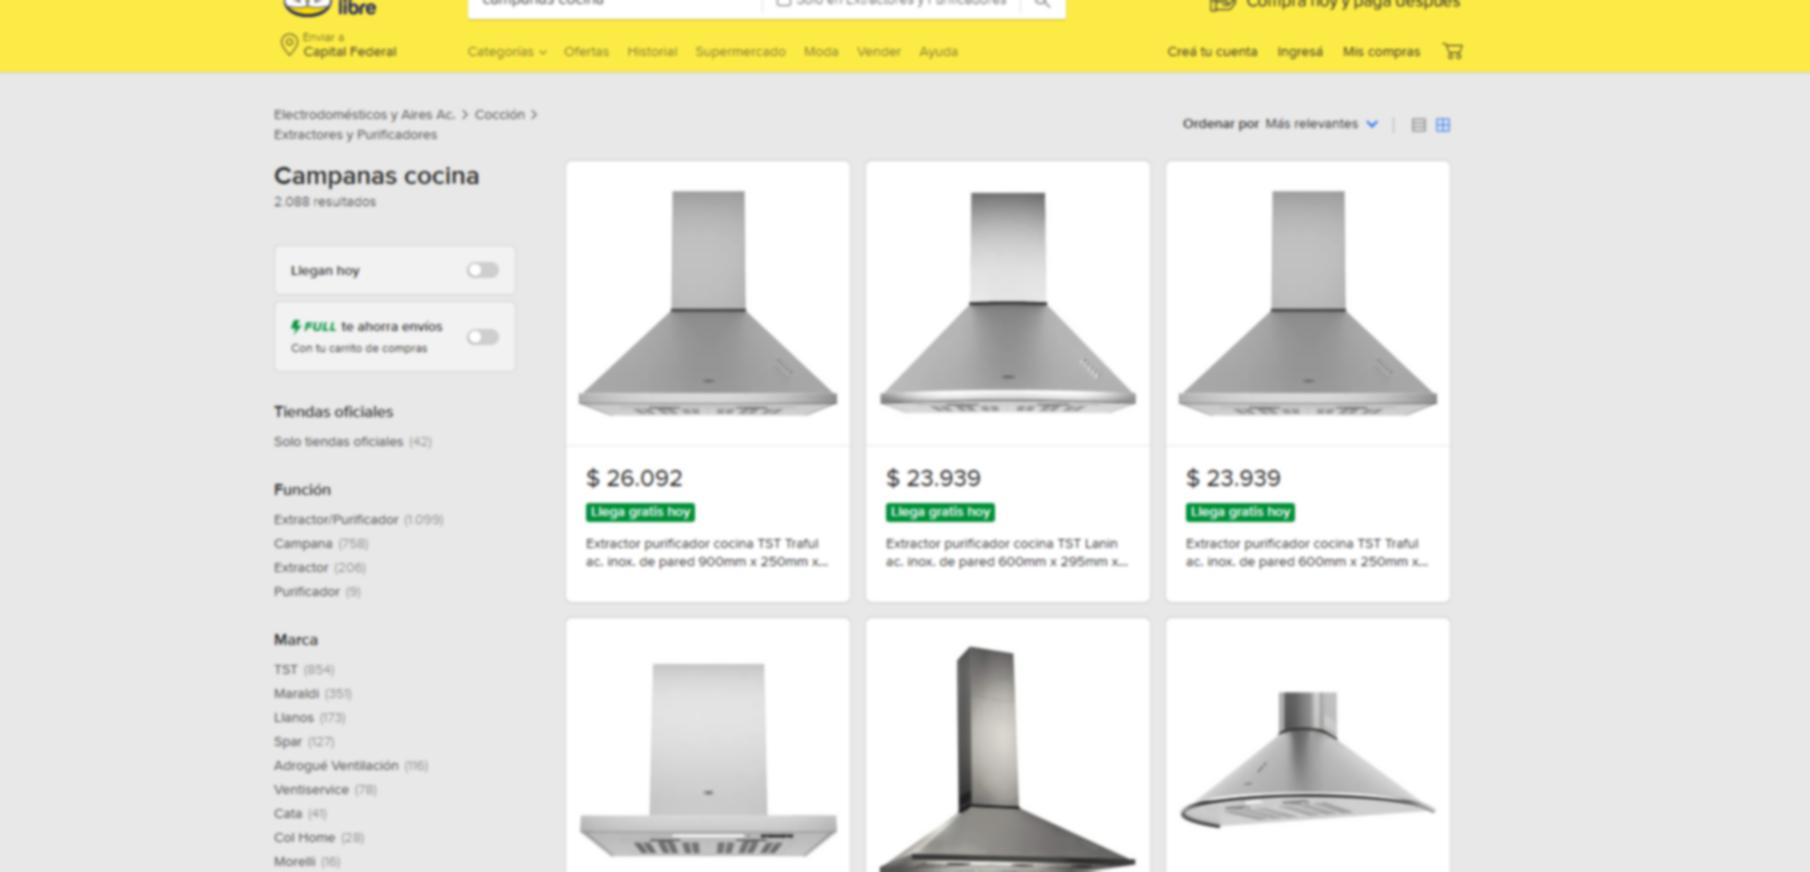 libre
campanas cocina
Solo en Extractores y Purificadores
Compra hoy y paga después
Enviar a
Capital Federal
Categorías Ofertas Historial Supermercado Moda Vender Ayuda
Creá tu cuenta Ingresá Mis compras
Electrodomésticos y Aires Ac. > Cocción >
Extractores y Purificadores
Ordenar por Más relevantes
Campanas cocina
2.088 resultados
Llegan hoy
FULL te ahorra envíos
Con tu carrito de compras
Tiendas oficiales
Solo tiendas oficiales (42)
Función
Extractor/Purificador (1.099)
Campana (758)
Extractor (206)
Purificador (9)
Marca
TST (854)
Maraldi (351)
Llanos (173)
Spar (127)
Adrogué Ventilación (116)
Ventiservice (78)
Cata (41)
Col Home (28)
Morelli (16)
$ 26.092
Llega gratis hoy
Extractor purificador cocina TST Traful
ac. inox. de pared 900mm x 250mm x...
$ 23.939
Llega gratis hoy
Extractor purificador cocina TST Lanin
ac. inox. de pared 600mm x 295mm x...
$ 23.939
Llega gratis hoy
Extractor purificador cocina TST Traful
ac. inox. de pared 600mm x 250mm x...